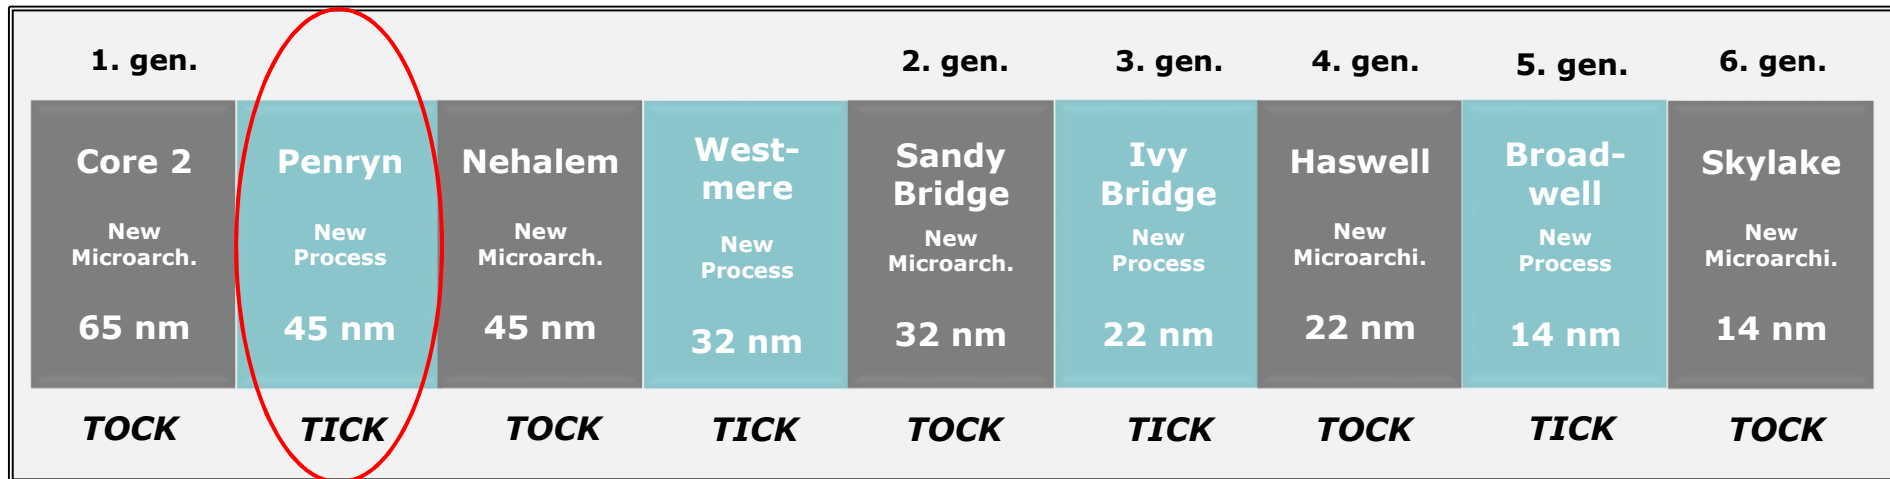 1. gen.
2. gen.
3. gen.
4. gen.
5. gen.
6. gen.
Core 2
New
Microarch.
65 nm
TOCK
Penryn
New
Process
45 nm
TICK
Nehalem
New
Microarch.
45 nm
TOCK
West-
mere
New
Process
32 nm
TICK
Sandy
Bridge
New
Microarch.
32 nm
TOCK
Ivy
Bridge
New
Process
22 nm
TICK
Haswell
New
Microarchi.
22 nm
TOCK
Broad-
well
New
Process
14 nm
TICK
Skylake
New
Microarchi.
14 nm
TOCK